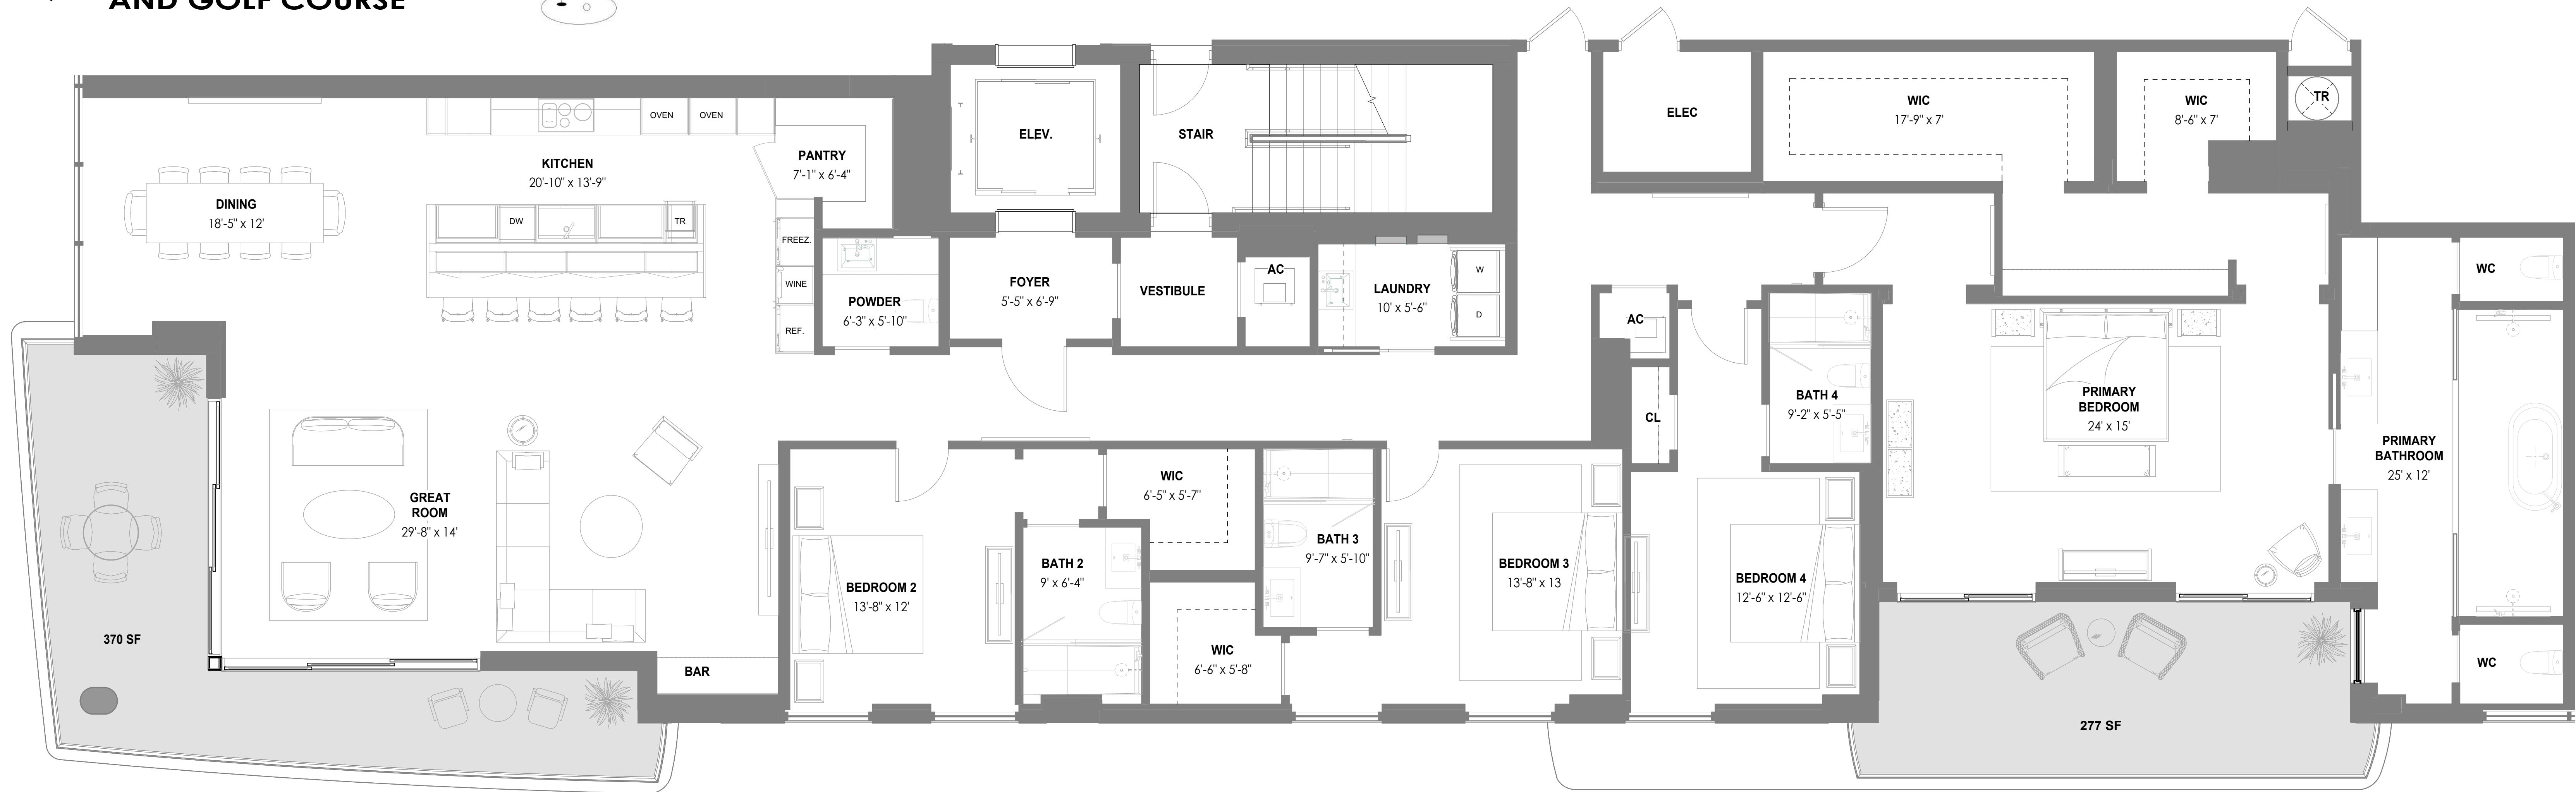 AND GOLF COURSE
OVEN
OVEN
ELEV.
STAIR
ELEC
WIC
17'-9" x 7'
WIC
8'-6" x 7'
TR
KITCHEN
20'-10" x 13'-9"
PANTRY
7'-1" x 6'-4"
DINING
18'-5" x 12'
DW
TR
FREEZ.
WINE
REF.
POWDER
6'-3" x 5'-10"
FOYER
5'-5" x 6'-9"
VESTIBULE
AC
LAUNDRY
10' x 5'-6"
W
D
AC
CL
BATH 4
9'-2" x 5'-5"
PRIMARY
BEDROOM
24' x 15'
PRIMARY
BATHROOM
25' x 12'
WC
WC
GREAT
ROOM
29'-8" x 14'
370 SF
BAR
BEDROOM 2
13'-8" x 12'
BATH 2
9' x 6'-4"
WIC
6'-5" x 5'-7"
WIC
6'-6" x 5'-8"
BATH 3
9'-7" x 5'-10"
BEDROOM 3
13'-8" x 13
BEDROOM 4
12'-6" x 12'-6"
277 SF